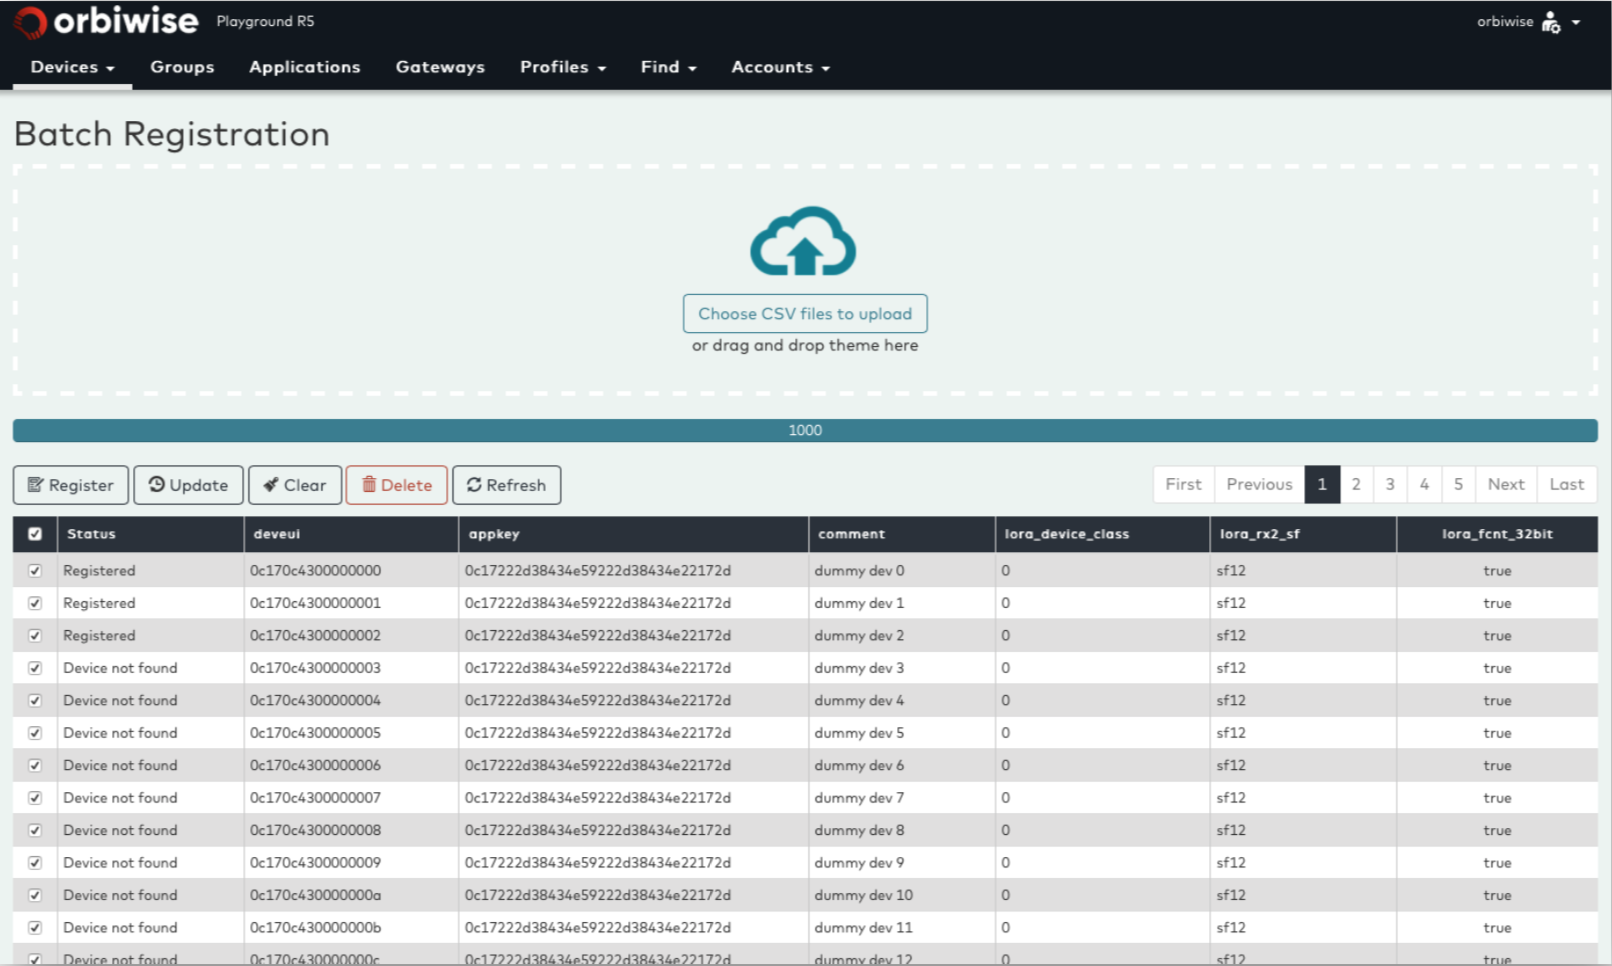 orbiwise Playground R5 orbiwise
Devices Groups Applications Gateways Profiles Find Accounts
Batch Registration
Choose CSV files to upload
or drag and drop theme here
1000
Register Update Clear Delete Refresh First Previous 1 2 3 4 5 Next Last
Status deveui appkey comment lora_device_class lora_rx2_sf lora_fcnt_32bit
Registered 0c170c4300000000 0c17222d38434e59222d38434e22172d dummy dev 0 0 sf12 true
Registered 0c170c4300000001 0c17222d38434e59222d38434e22172d dummy dev 1 0 sf12 true
Registered 0c170c4300000002 0c17222d38434e59222d38434e22172d dummy dev 2 0 sf12 true
Device not found 0c170c4300000003 0c17222d38434e59222d38434e22172d dummy dev 3 0 sf12 true
Device not found 0c170c4300000004 0c17222d38434e59222d38434e22172d dummy dev 4 0 sf12 true
Device not found 0c170c4300000005 0c17222d38434e59222d38434e22172d dummy dev 5 0 sf12 true
Device not found 0c170c4300000006 0c17222d38434e59222d38434e22172d dummy dev 6 0 sf12 true
Device not found 0c170c4300000007 0c17222d38434e59222d38434e22172d dummy dev 7 0 sf12 true
Device not found 0c170c4300000008 0c17222d38434e59222d38434e22172d dummy dev 8 0 sf12 true
Device not found 0c170c4300000009 0c17222d38434e59222d38434e22172d dummy dev 9 0 sf12 true
Device not found 0c170c430000000a 0c17222d38434e59222d38434e22172d dummy dev 10 0 sf12 true
Device not found 0c170c430000000b 0c17222d38434e59222d38434e22172d dummy dev 11 0 sf12 true
Device not found 0c170c430000000c 0c17222d38434e59222d38434e22172d dummy dev 12 0 sf12 true